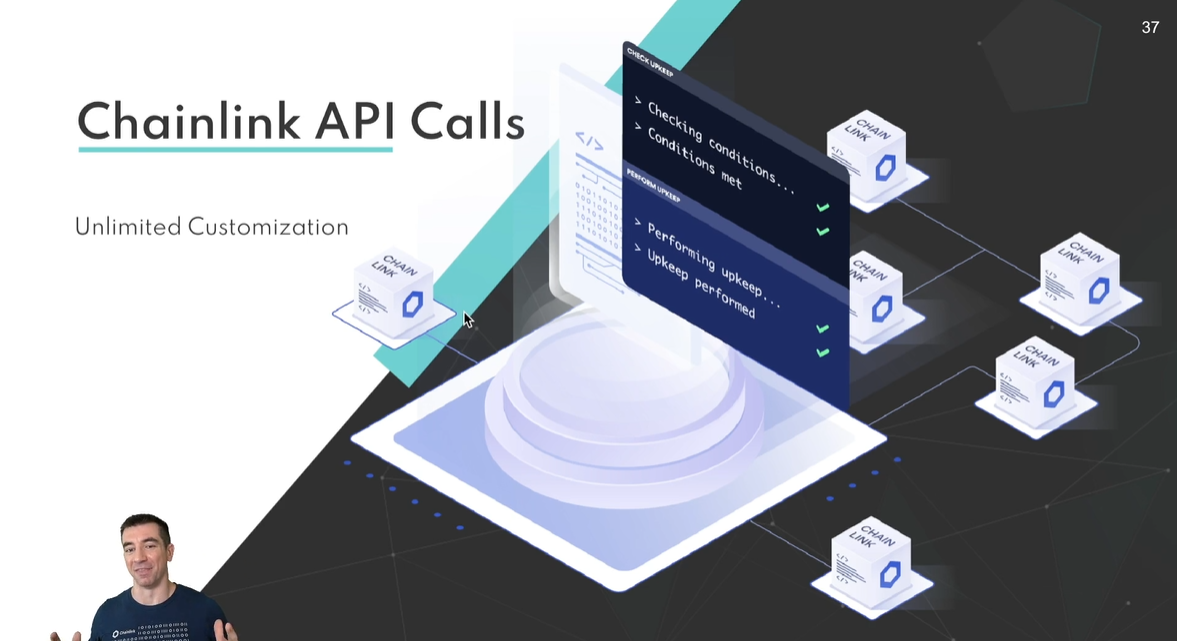 37
Chainlink API Calls
Unlimited Customization
CHECK UPKEEP
> Checking conditions...
> Conditions met
PERFORM UPKEEP
> Performing upkeep...
> Upkeep performed
</>
CHAIN
LINK
</>
</>
CHAIN
LINK
</>
CHAIN
LINK
CHAIN
LINK
</>
</>
CHAIN
LINK
</>
</>
CHAIN
LINK
</>
</>
Chainlink